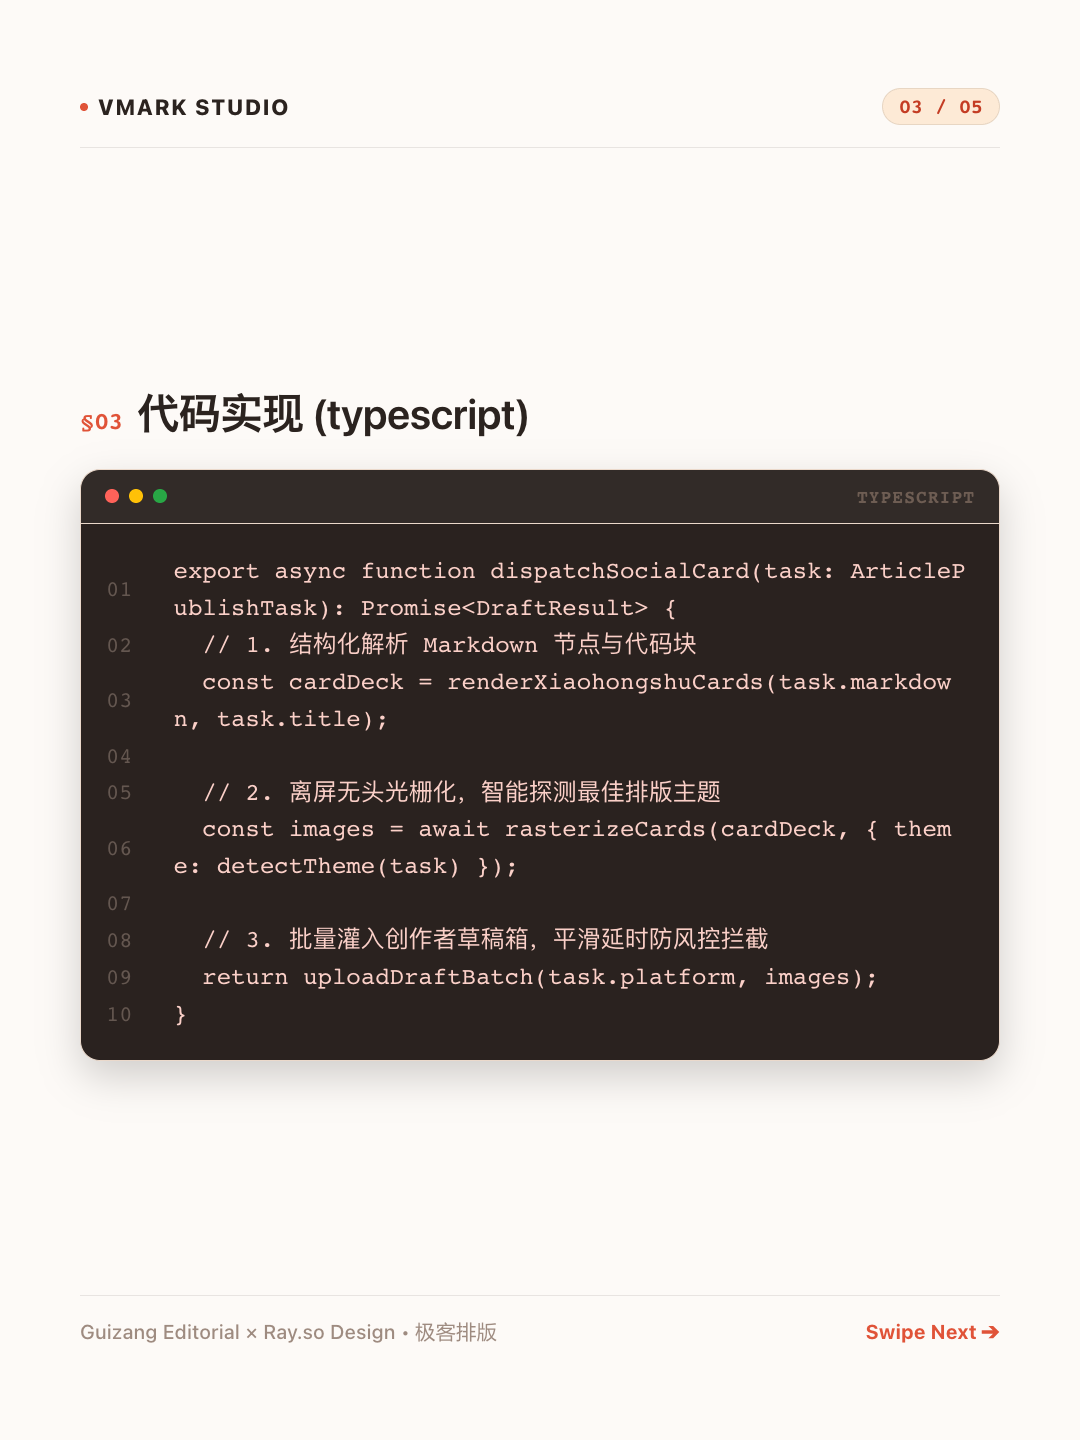 VMARK STUDIO
03 / 05
§03 代码实现 (typescript)
TYPESCRIPT
01 export async function dispatchSocialCard(task: ArticleP
ublishTask): Promise<DraftResult> {
02   // 1. 结构化解析 Markdown 节点与代码块
03   const cardDeck = renderXiaohongshuCards(task.markdow
n, task.title);
04
05   // 2. 离屏无头光栅化，智能探测最佳排版主题
06   const images = await rasterizeCards(cardDeck, { them
e: detectTheme(task) });
07
08   // 3. 批量灌入创作者草稿箱，平滑延时防风控拦截
09   return uploadDraftBatch(task.platform, images);
10 }
Guizang Editorial × Ray.so Design • 极客排版
Swipe Next ➔